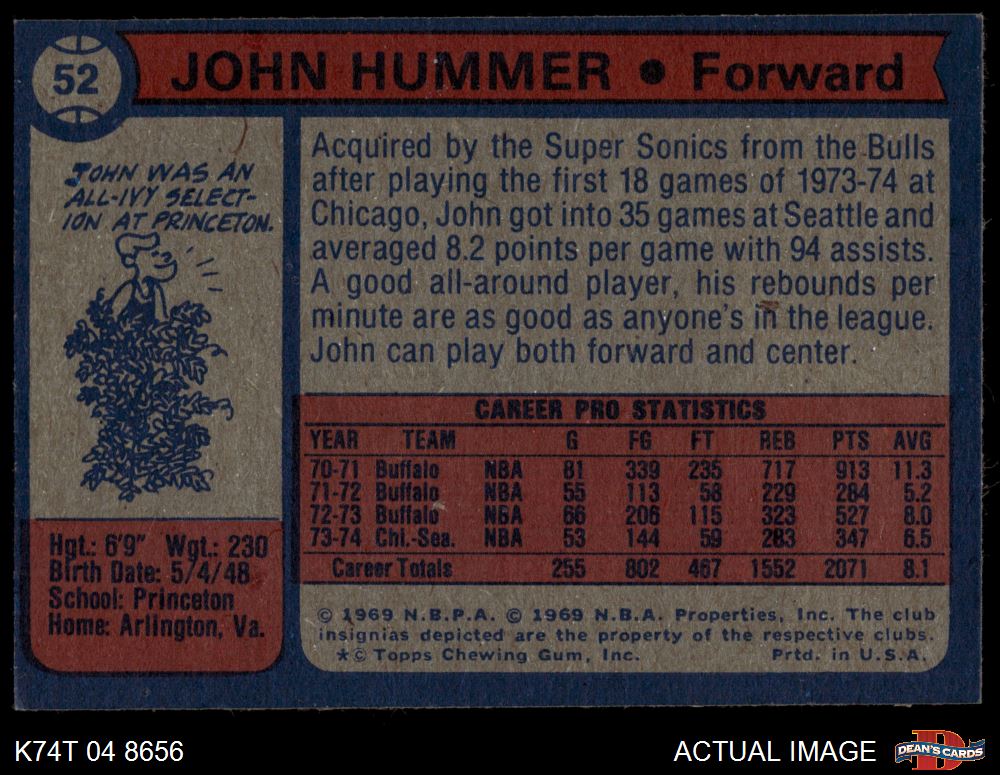 52
JOHN HUMMER • Forward
JOHN WAS AN
ALL-IVY SELECT-
ION AT PRINCETON.
Acquired by the Super Sonics from the Bulls
after playing the first 18 games of 1973-74 at
Chicago, John got into 35 games at Seattle and
averaged 8.2 points per game with 94 assists.
A good all-around player, his rebounds per
minute are as good as anyone's in the league.
John can play both forward and center.
CAREER PRO STATISTICS
YEAR TEAM G FG FT REB PTS AVG
70-71 Buffalo NBA 81 339 235 717 913 11.3
71-72 Buffalo NBA 55 113 58 229 284 5.2
72-73 Buffalo NBA 66 206 115 323 527 8.0
73-74 Chi.-Sea. NBA 53 144 59 283 347 6.5
Career Totals 255 802 467 1552 2071 8.1
Hgt.: 6'9" Wgt.: 230
Birth Date: 5/4/48
School: Princeton
Home: Arlington, Va.
© 1969 N.B.P.A. © 1969 N.B.A. Properties, Inc. The club
insignias depicted are the property of the respective clubs.
*© Topps Chewing Gum, Inc. Prtd. in U.S.A.
K74T 04 8656
ACTUAL IMAGE
DEAN'S CARDS